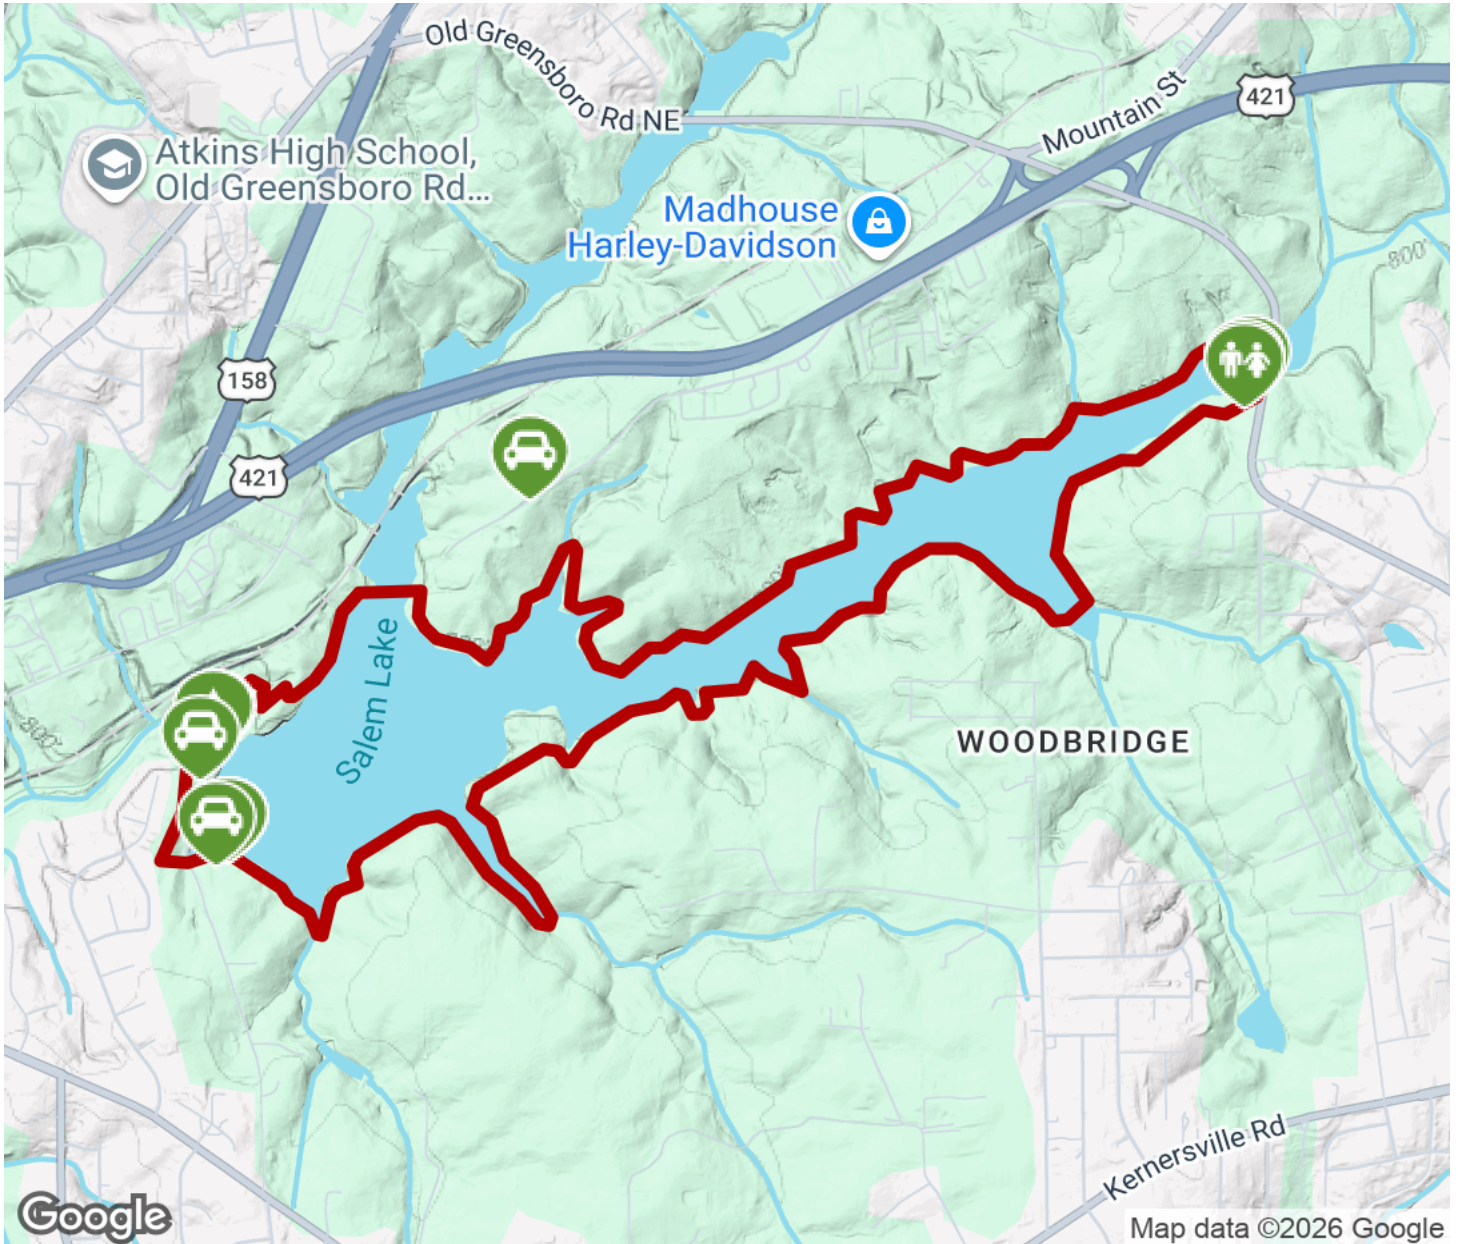 Old Greensboro Rd NE
Mountain St
421
Atkins High School,
Old Greensboro Rd...
Madhouse
Harley-Davidson
800'
158
421
Salem Lake
800'
WOODBRIDGE
Kernersville Rd
Google
Map data ©2026 Google